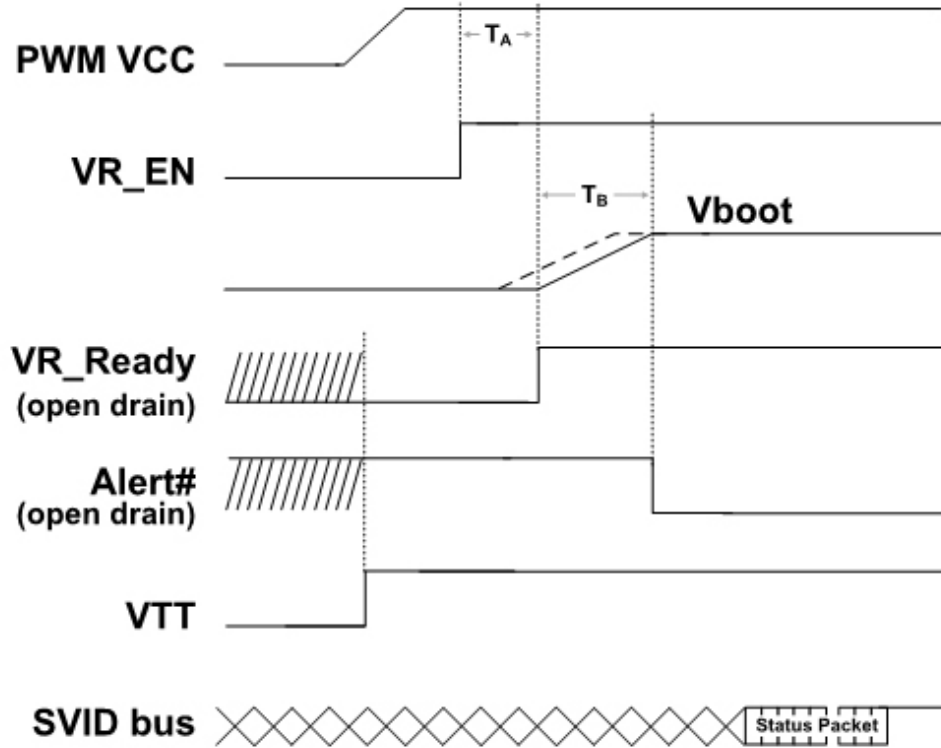 PWM VCC
TA
VR_EN
TB
Vboot
VR_Ready
(open drain)
Alert#
(open drain)
VTT
SVID bus
Status Packet